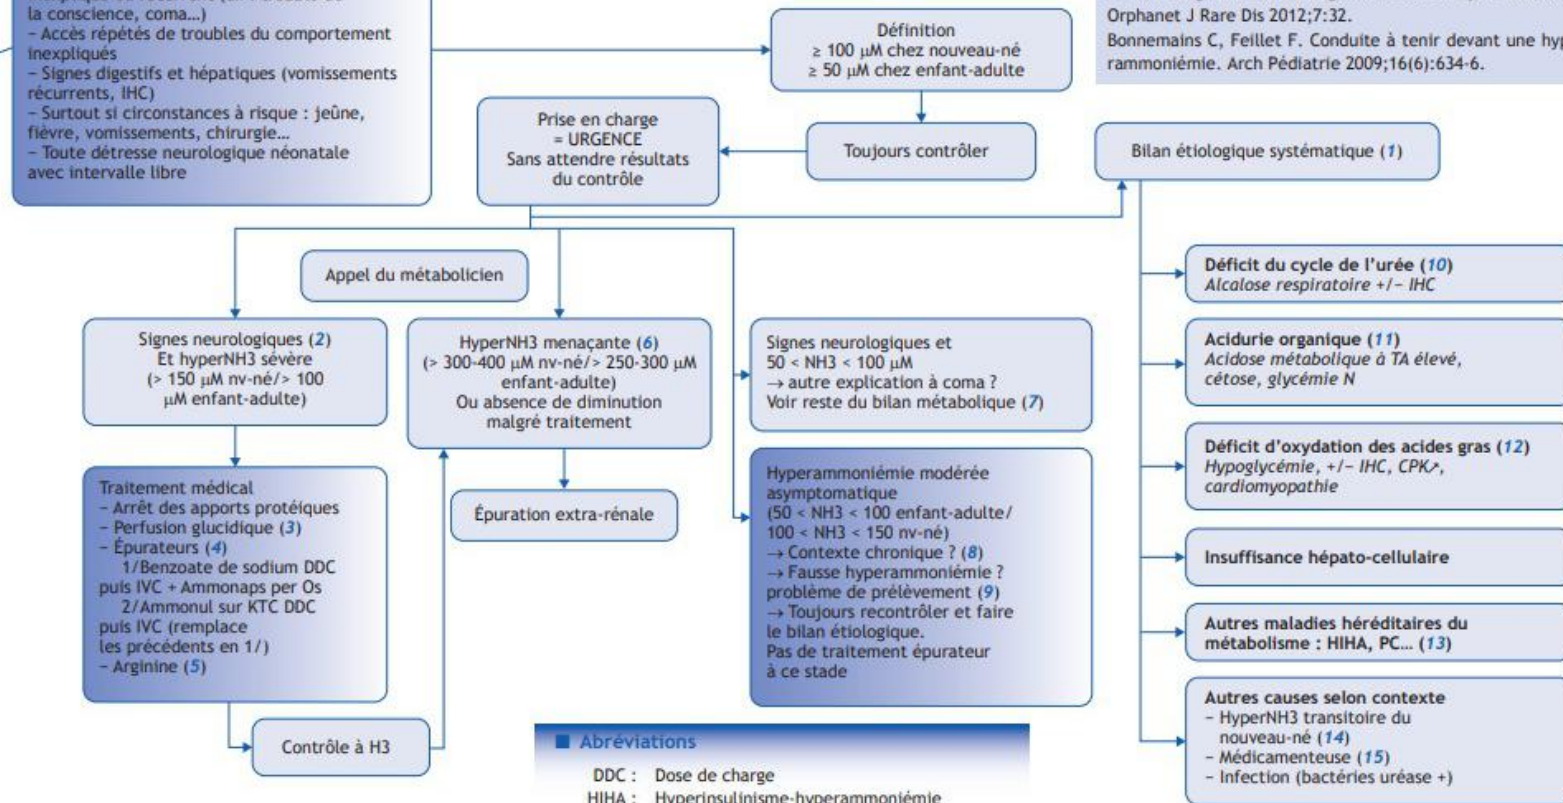 la conscience, coma…)
– Accès répétés de troubles du comportement
inexpliqués
– Signes digestifs et hépatiques (vomissements
récurrents, IHC)
– Surtout si circonstances à risque : jeûne,
fièvre, vomissements, chirurgie…
– Toute détresse neurologique néonatale
avec intervalle libre
Définition
≥ 100 µM chez nouveau-né
≥ 50 µM chez enfant-adulte
Orphanet J Rare Dis 2012;7:32.
Bonnemains C, Feillet F. Conduite à tenir devant une hyp
rammoniémie. Arch Pédiatrie 2009;16(6):634-6.
Prise en charge
= URGENCE
Sans attendre résultats
du contrôle
Toujours contrôler
Bilan étiologique systématique (1)
Appel du métabolicien
Signes neurologiques (2)
Et hyperNH3 sévère
(> 150 µM nv-né/> 100
µM enfant-adulte)
HyperNH3 menaçante (6)
(> 300-400 µM nv-né/> 250-300 µM
enfant-adulte)
Ou absence de diminution
malgré traitement
Signes neurologiques et
50 < NH3 < 100 µM
→ autre explication à coma ?
Voir reste du bilan métabolique (7)
Traitement médical
– Arrêt des apports protéiques
– Perfusion glucidique (3)
– Épurateurs (4)
1/Benzoate de sodium DDC
puis IVC + Ammonaps per Os
2/Ammonul sur KTC DDC
puis IVC (remplace
les précédents en 1/)
– Arginine (5)
Épuration extra-rénale
Hyperammoniémie modérée
asymptomatique
(50 < NH3 < 100 enfant-adulte/
100 < NH3 < 150 nv-né)
→ Contexte chronique ? (8)
→ Fausse hyperammoniémie ?
problème de prélèvement (9)
→ Toujours recontrôler et faire
le bilan étiologique.
Pas de traitement épurateur
à ce stade
Contrôle à H3
Déficit du cycle de l'urée (10)
Alcalose respiratoire +/– IHC
Acidurie organique (11)
Acidose métabolique à TA élevé,
cétose, glycémie N
Déficit d'oxydation des acides gras (12)
Hypoglycémie, +/– IHC, CPK↗,
cardiomyopathie
Insuffisance hépato-cellulaire
Autres maladies héréditaires du
métabolisme : HIHA, PC… (13)
Autres causes selon contexte
– HyperNH3 transitoire du
nouveau-né (14)
– Médicamenteuse (15)
– Infection (bactéries uréase +)
■ Abréviations
DDC : Dose de charge
HIHA : Hyperinsulinisme-hyperammoniémie